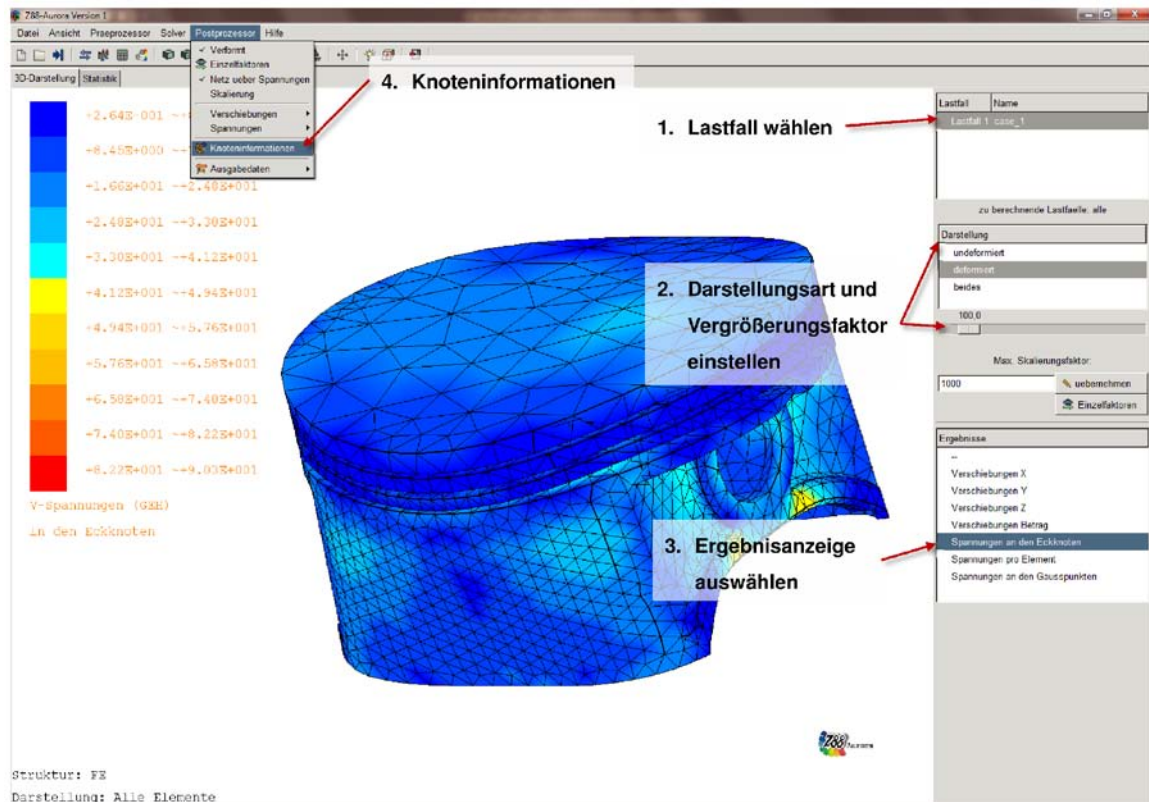 Z88-Aurora Version 1
Datei Ansicht Praeprozessor Solver Postprozessor Hilfe
Verformt
Einzelfaktoren
Netz ueber Spannungen
Skalierung
Verschiebungen
Spannungen
Knoteninformationen
Ausgabedaten
3D-Darstellung Statistik
4. Knoteninformationen
1. Lastfall wählen
2. Darstellungsart und
Vergrößerungsfaktor
einstellen
3. Ergebnisanzeige
auswählen
+2.64E-001 ~+
+8.45E+000 ~+
+1.66E+001 ~+2.48E+001
+2.48E+001 ~+3.30E+001
+3.30E+001 ~+4.12E+001
+4.12E+001 ~+4.94E+001
+4.94E+001 ~+5.76E+001
+5.76E+001 ~+6.58E+001
+6.58E+001 ~+7.40E+001
+7.40E+001 ~+8.22E+001
+8.22E+001 ~+9.03E+001
V-Spannungen (GEH)
in den Eckknoten
Lastfall Name
Lastfall 1 case_1
zu berechnende Lastfaelle: alle
Darstellung
undeformiert
deformiert
beides
100,0
Max. Skalierungsfaktor:
1000 uebernehmen
Einzelfaktoren
Ergebnisse
--
Verschiebungen X
Verschiebungen Y
Verschiebungen Z
Verschiebungen Betrag
Spannungen an den Eckknoten
Spannungen pro Element
Spannungen an den Gausspunkten
Z88 Aurora
Struktur: FE
Darstellung: Alle Elemente